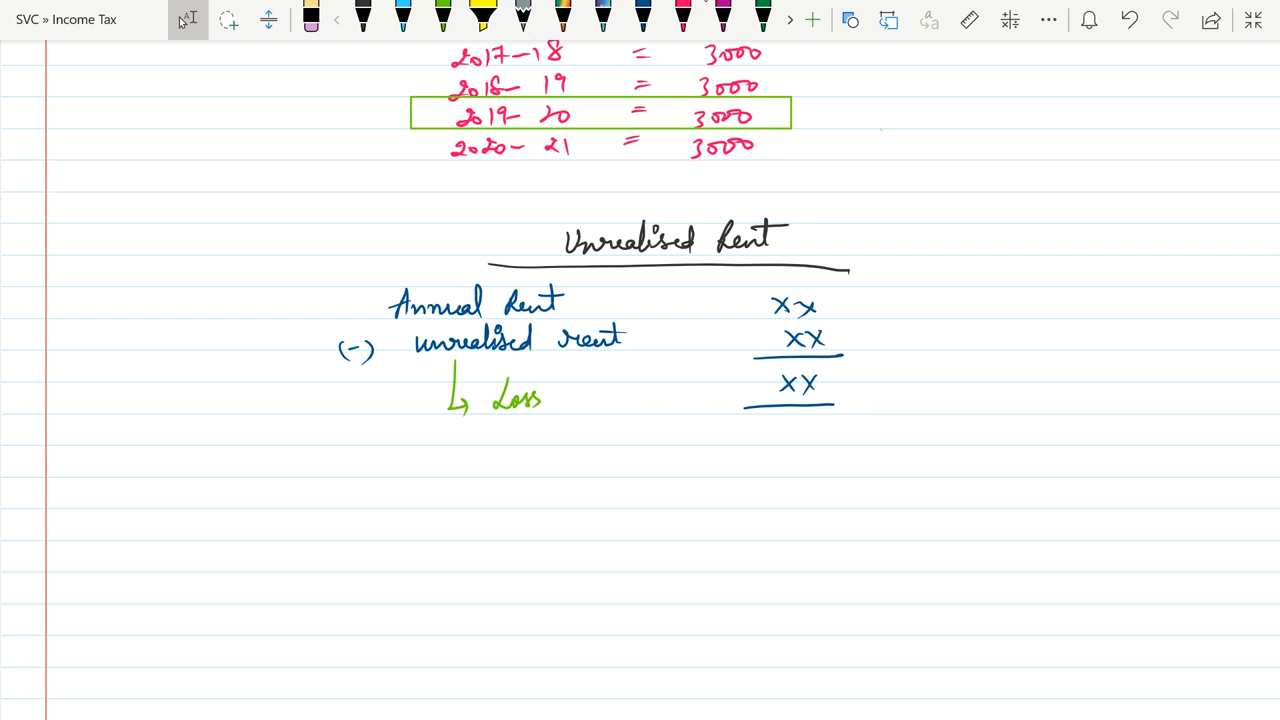 SVC » Income Tax
2017-18 = 3000
2018-19 = 3000
2019-20 = 3000
2020-21 = 3000
Unrealised Rent
Annual Rent XX
(-) unrealised rent XX
↳ Loss XX